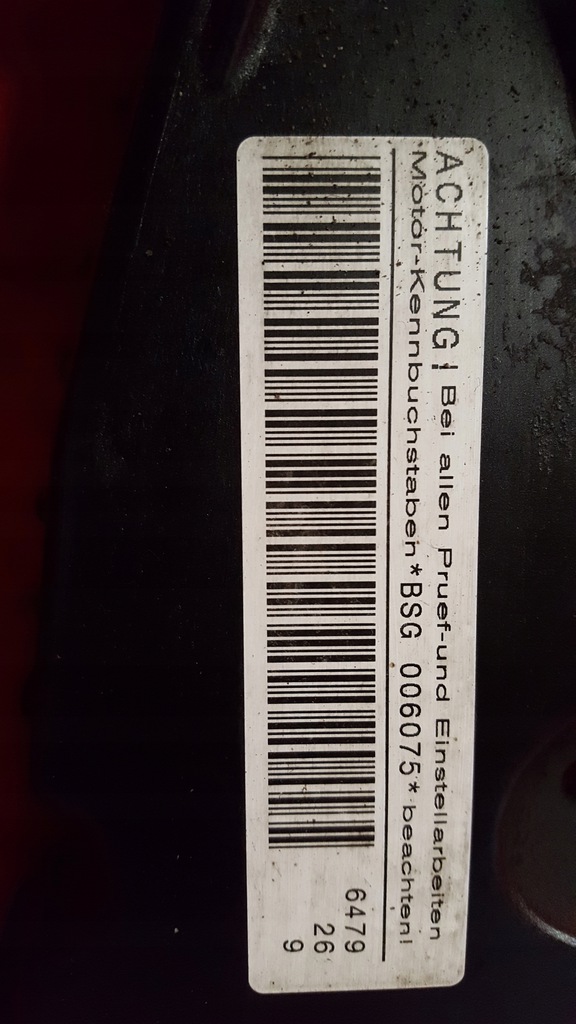 ACHTUNG! Bei allen Pruef-und Einstellarbeiten
Motor-Kennbuchstaben*BSG 006075*beachten!
6479
26
9